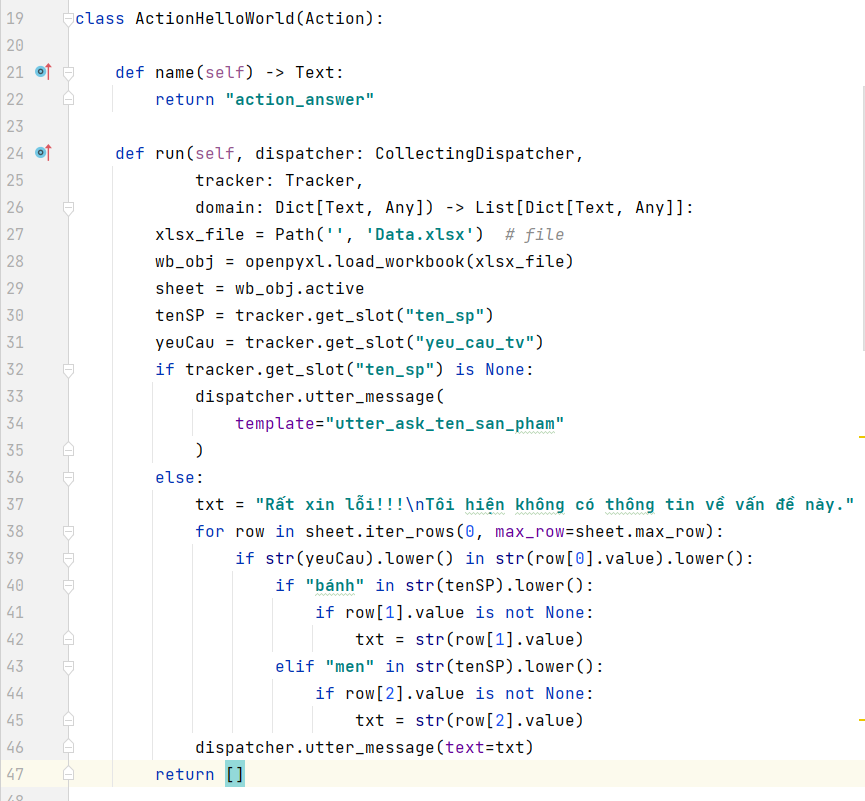 19 class ActionHelloWorld(Action):
20
21     def name(self) -> Text:
22         return "action_answer"
23
24     def run(self, dispatcher: CollectingDispatcher,
25             tracker: Tracker,
26             domain: Dict[Text, Any]) -> List[Dict[Text, Any]]:
27         xlsx_file = Path('', 'Data.xlsx')  # file
28         wb_obj = openpyxl.load_workbook(xlsx_file)
29         sheet = wb_obj.active
30         tenSP = tracker.get_slot("ten_sp")
31         yeuCau = tracker.get_slot("yeu_cau_tv")
32         if tracker.get_slot("ten_sp") is None:
33             dispatcher.utter_message(
34                 template="utter_ask_ten_san_pham"
35             )
36         else:
37             txt = "Rất xin lỗi!!!\nTôi hiện không có thông tin về vấn đề này."
38             for row in sheet.iter_rows(0, max_row=sheet.max_row):
39                 if str(yeuCau).lower() in str(row[0].value).lower():
40                     if "bánh" in str(tenSP).lower():
41                         if row[1].value is not None:
42                             txt = str(row[1].value)
43                     elif "men" in str(tenSP).lower():
44                         if row[2].value is not None:
45                             txt = str(row[2].value)
46             dispatcher.utter_message(text=txt)
47         return []
48